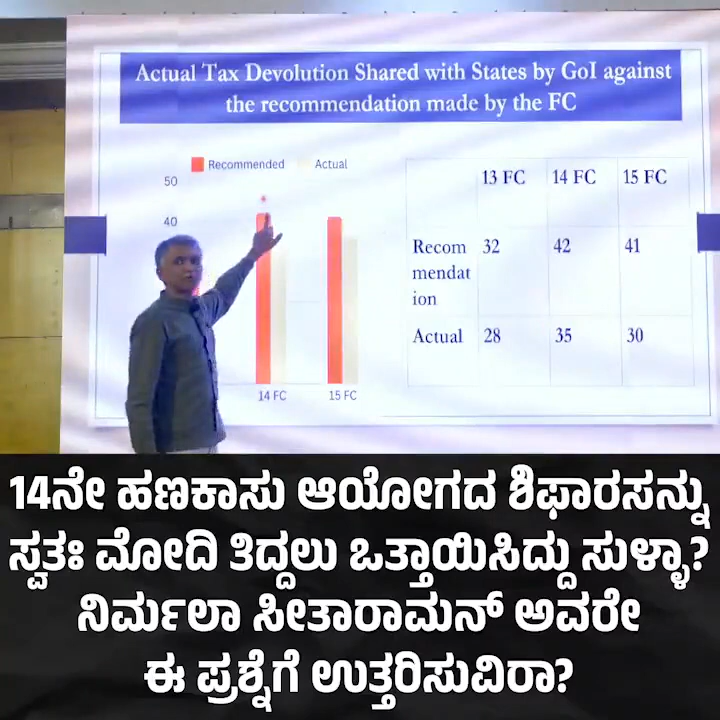 Actual Tax Devolution Shared with States by GoI against
the recommendation made by the FC
Recommended
Actual
50
40
14 FC
15 FC
13 FC 14 FC 15 FC
Recom 32 42 41
mendat
ion
Actual 28 35 30
14ನೇ ಹಣಕಾಸು ಆಯೋಗದ ಶಿಫಾರಸನ್ನು
ಸ್ವತಃ ಮೋದಿ ತಿದ್ದಲು ಒತ್ತಾಯಿಸಿದ್ದು ಸುಳ್ಳಾ?
ನಿರ್ಮಲಾ ಸೀತಾರಾಮನ್ ಅವರೇ
ಈ ಪ್ರಶ್ನೆಗೆ ಉತ್ತರಿಸುವಿರಾ?